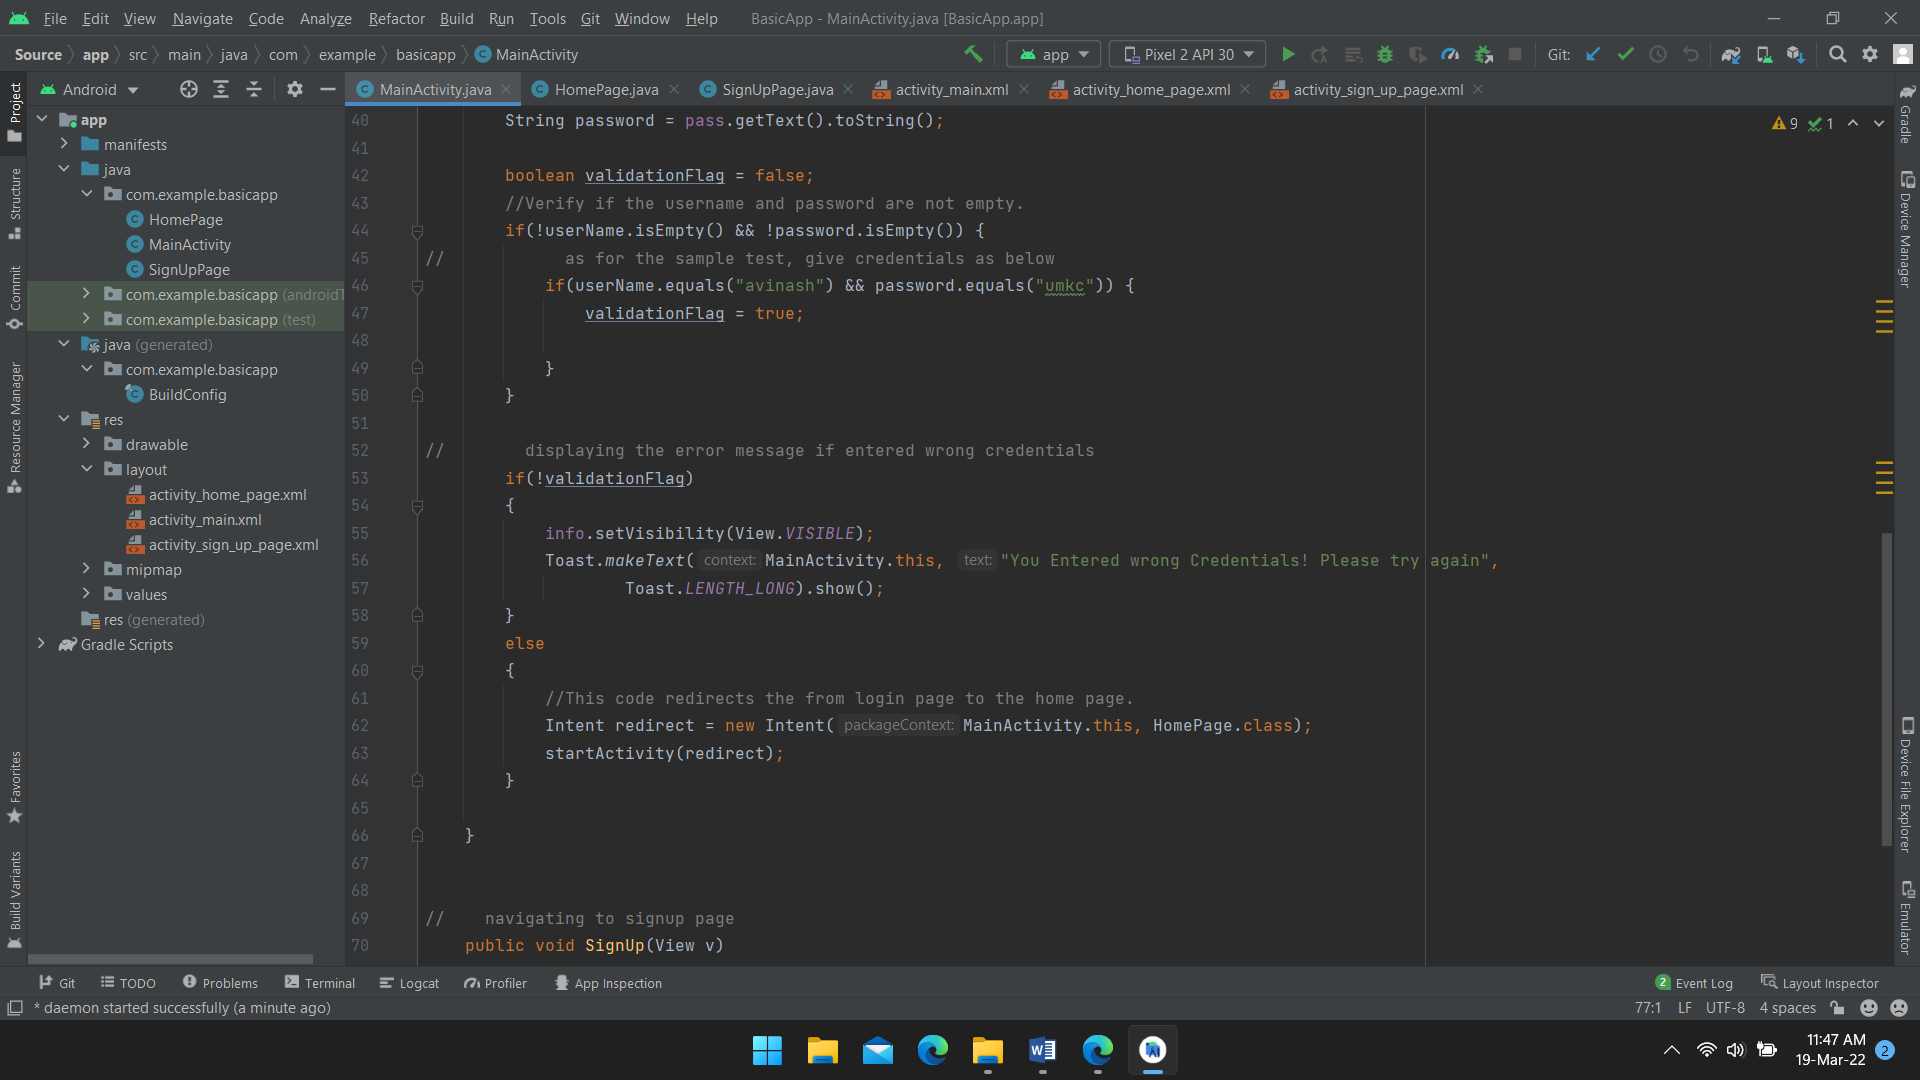 File Edit View Navigate Code Analyze Refactor Build Run Tools Git Window Help BasicApp - MainActivity.java [BasicApp.app]
Source app src main java com example basicapp MainActivity app Pixel 2 API 30 Git:
Project
Structure
Commit
Resource Manager
Favorites
Build Variants
Android
app
manifests
java
com.example.basicapp
HomePage
MainActivity
SignUpPage
com.example.basicapp (androidT
com.example.basicapp (test)
java (generated)
com.example.basicapp
BuildConfig
res
drawable
layout
activity_home_page.xml
activity_main.xml
activity_sign_up_page.xml
mipmap
values
res (generated)
Gradle Scripts
MainActivity.java HomePage.java SignUpPage.java activity_main.xml activity_home_page.xml activity_sign_up_page.xml
9 1
40 String password = pass.getText().toString();
41
42 boolean validationFlag = false;
43 //Verify if the username and password are not empty.
44 if(!userName.isEmpty() && !password.isEmpty()) {
45 // as for the sample test, give credentials as below
46 if(userName.equals("avinash") && password.equals("umkc")) {
47 validationFlag = true;
48
49 }
50 }
51
52 // displaying the error message if entered wrong credentials
53 if(!validationFlag)
54 {
55 info.setVisibility(View.VISIBLE);
56 Toast.makeText( context: MainActivity.this, text: "You Entered wrong Credentials! Please try again",
57 Toast.LENGTH_LONG).show();
58 }
59 else
60 {
61 //This code redirects the from login page to the home page.
62 Intent redirect = new Intent( packageContext: MainActivity.this, HomePage.class);
63 startActivity(redirect);
64 }
65
66 }
67
68
69 // navigating to signup page
70 public void SignUp(View v)
Gradle
Device Manager
Device File Explorer
Emulator
Git TODO Problems Terminal Logcat Profiler App Inspection 2 Event Log Layout Inspector
* daemon started successfully (a minute ago) 77:1 LF UTF-8 4 spaces
11:47 AM
19-Mar-22 2